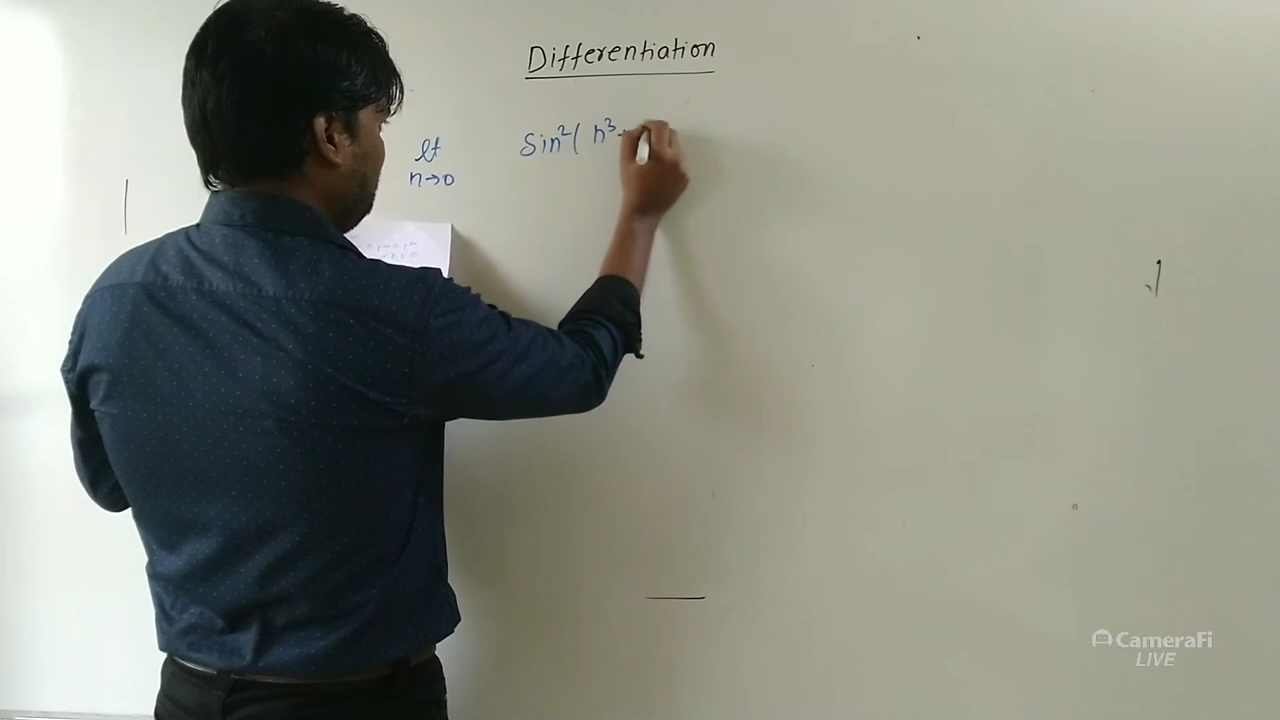 Differentiation
lt sin²( h³
n→0
CameraFi
LIVE